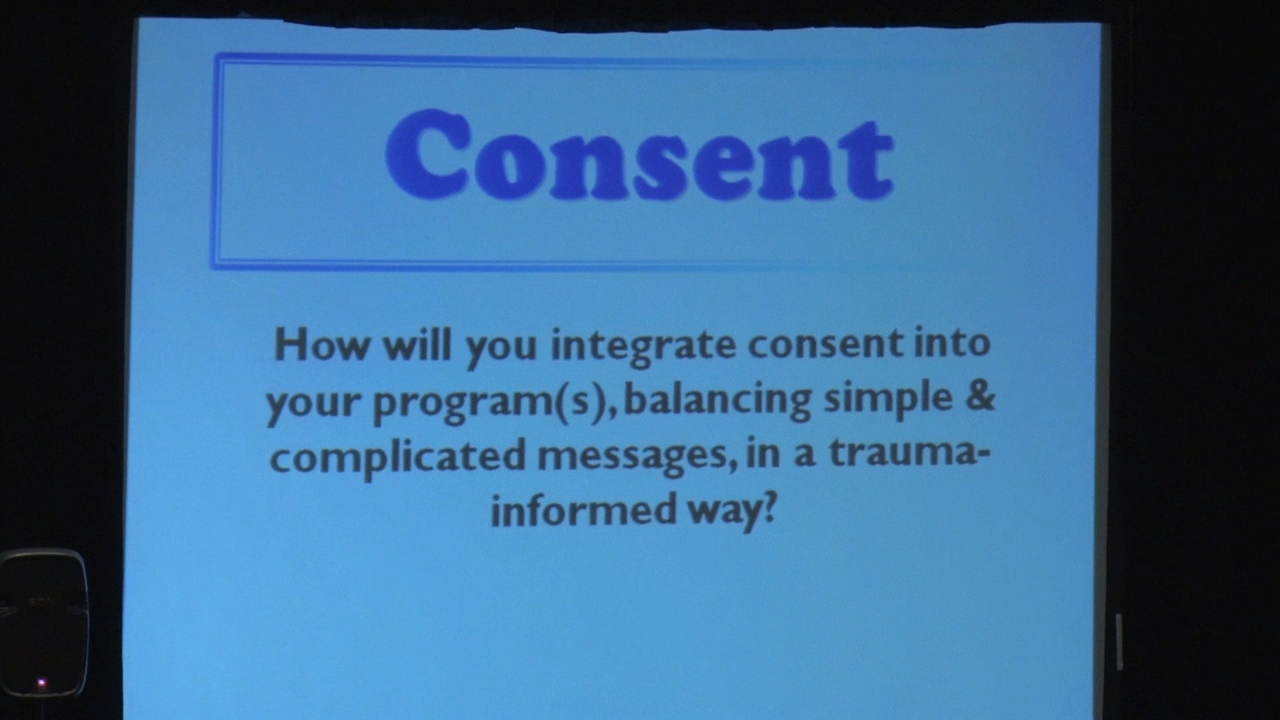 Consent
How will you integrate consent into
your program(s), balancing simple &
complicated messages, in a trauma-
informed way?